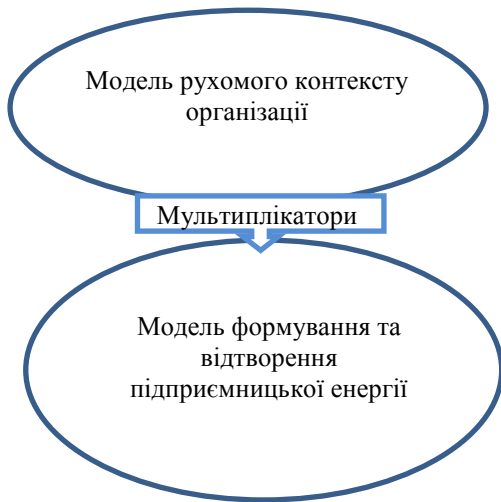 Модель рухомого контексту
організації
Мультиплікатори
Модель формування та
відтворення
підприємницької енергії